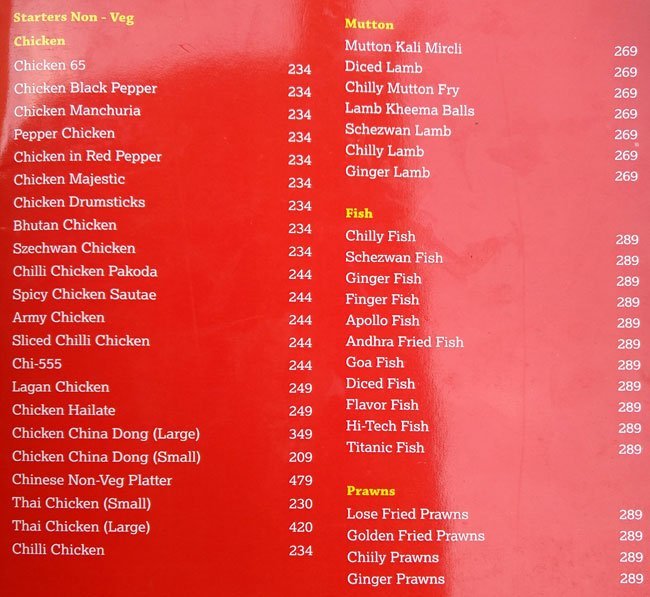 Starters Non - Veg
Chicken
Chicken 65 234
Chicken Black Pepper 234
Chicken Manchuria 234
Pepper Chicken 234
Chicken in Red Pepper 234
Chicken Majestic 234
Chicken Drumsticks 234
Bhutan Chicken 234
Szechwan Chicken 234
Chilli Chicken Pakoda 244
Spicy Chicken Sautae 244
Army Chicken 244
Sliced Chilli Chicken 244
Chi-555 244
Lagan Chicken 249
Chicken Hailate 249
Chicken China Dong (Large) 349
Chicken China Dong (Small) 209
Chinese Non-Veg Platter 479
Thai Chicken (Small) 230
Thai Chicken (Large) 420
Chilli Chicken 234
Mutton
Mutton Kali Mircli 269
Diced Lamb 269
Chilly Mutton Fry 269
Lamb Kheema Balls 269
Schezwan Lamb 269
Chilly Lamb 269
Ginger Lamb 269
Fish
Chilly Fish 289
Schezwan Fish 289
Ginger Fish 289
Finger Fish 289
Apollo Fish 289
Andhra Fried Fish 289
Goa Fish 289
Diced Fish 289
Flavor Fish 289
Hi-Tech Fish 289
Titanic Fish 289
Prawns
Lose Fried Prawns 289
Golden Fried Prawns 289
Chiily Prawns 289
Ginger Prawns 289